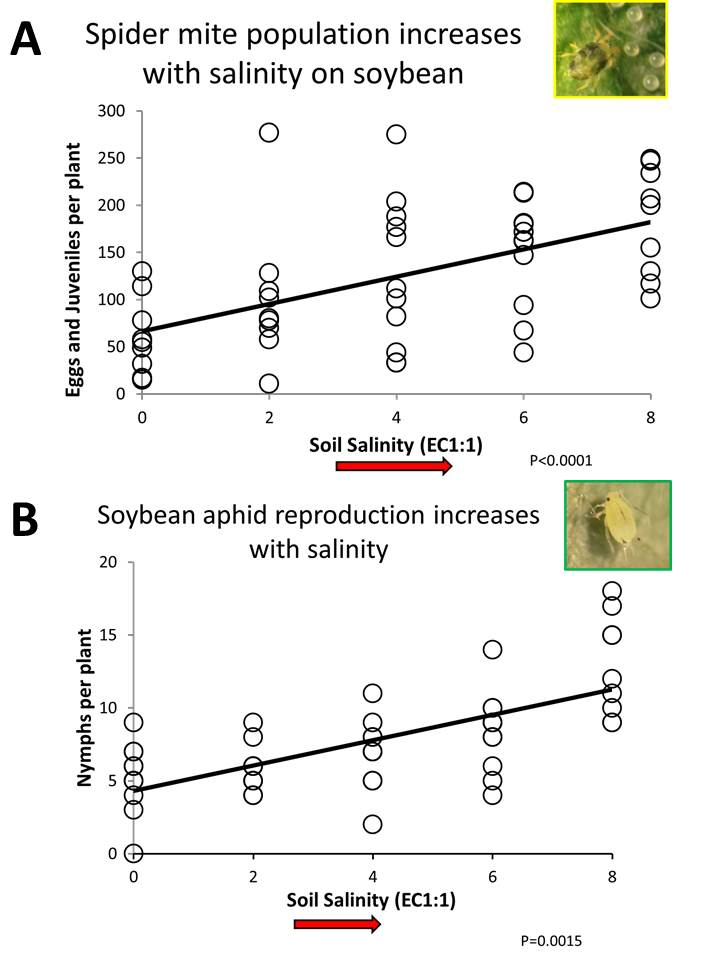 A
Spider mite population increases
with salinity on soybean
Eggs and Juveniles per plant
300
250
200
150
100
50
0
0 2 4 6 8
Soil Salinity (EC1:1)
P<0.0001
B
Soybean aphid reproduction increases
with salinity
Nymphs per plant
20
15
10
5
0
0 2 4 6 8
Soil Salinity (EC1:1)
P=0.0015